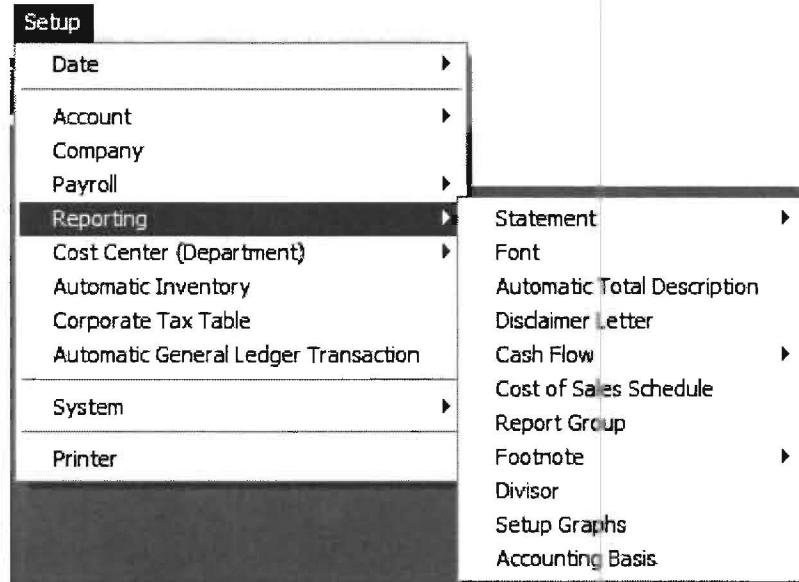 Setup
Date
Account
Company
Payroll
Reporting
Cost Center (Department)
Automatic Inventory
Corporate Tax Table
Automatic General Ledger Transaction
System
Printer
Statement
Font
Automatic Total Description
Disclaimer Letter
Cash Flow
Cost of Sales Schedule
Report Group
Footnote
Divisor
Setup Graphs
Accounting Basis